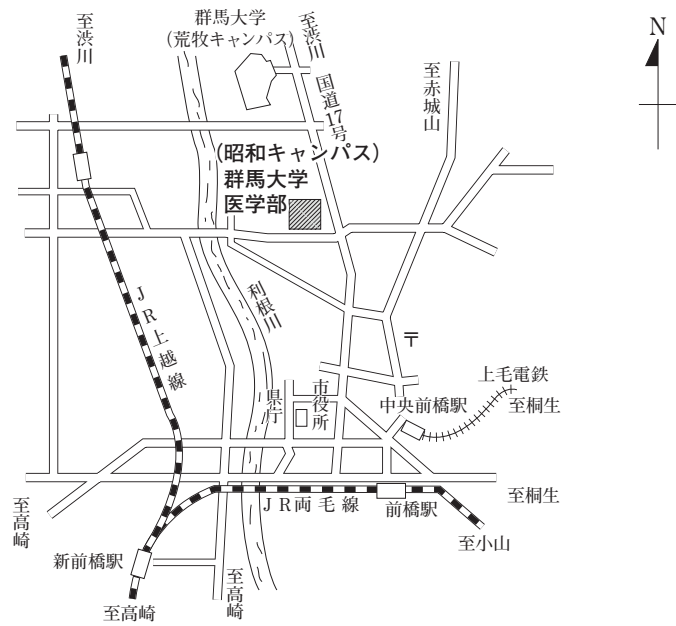 群馬大学
(荒牧キャンパス)
至渋川
至渋川
国道17号
至赤城山
N
(昭和キャンパス)
群馬大学
医学部
JR上越線
利根川
〒
県庁
市役所
上毛電鉄
中央前橋駅
至桐生
至高崎
JR両毛線
前橋駅
至桐生
至小山
新前橋駅
至高崎
至高崎